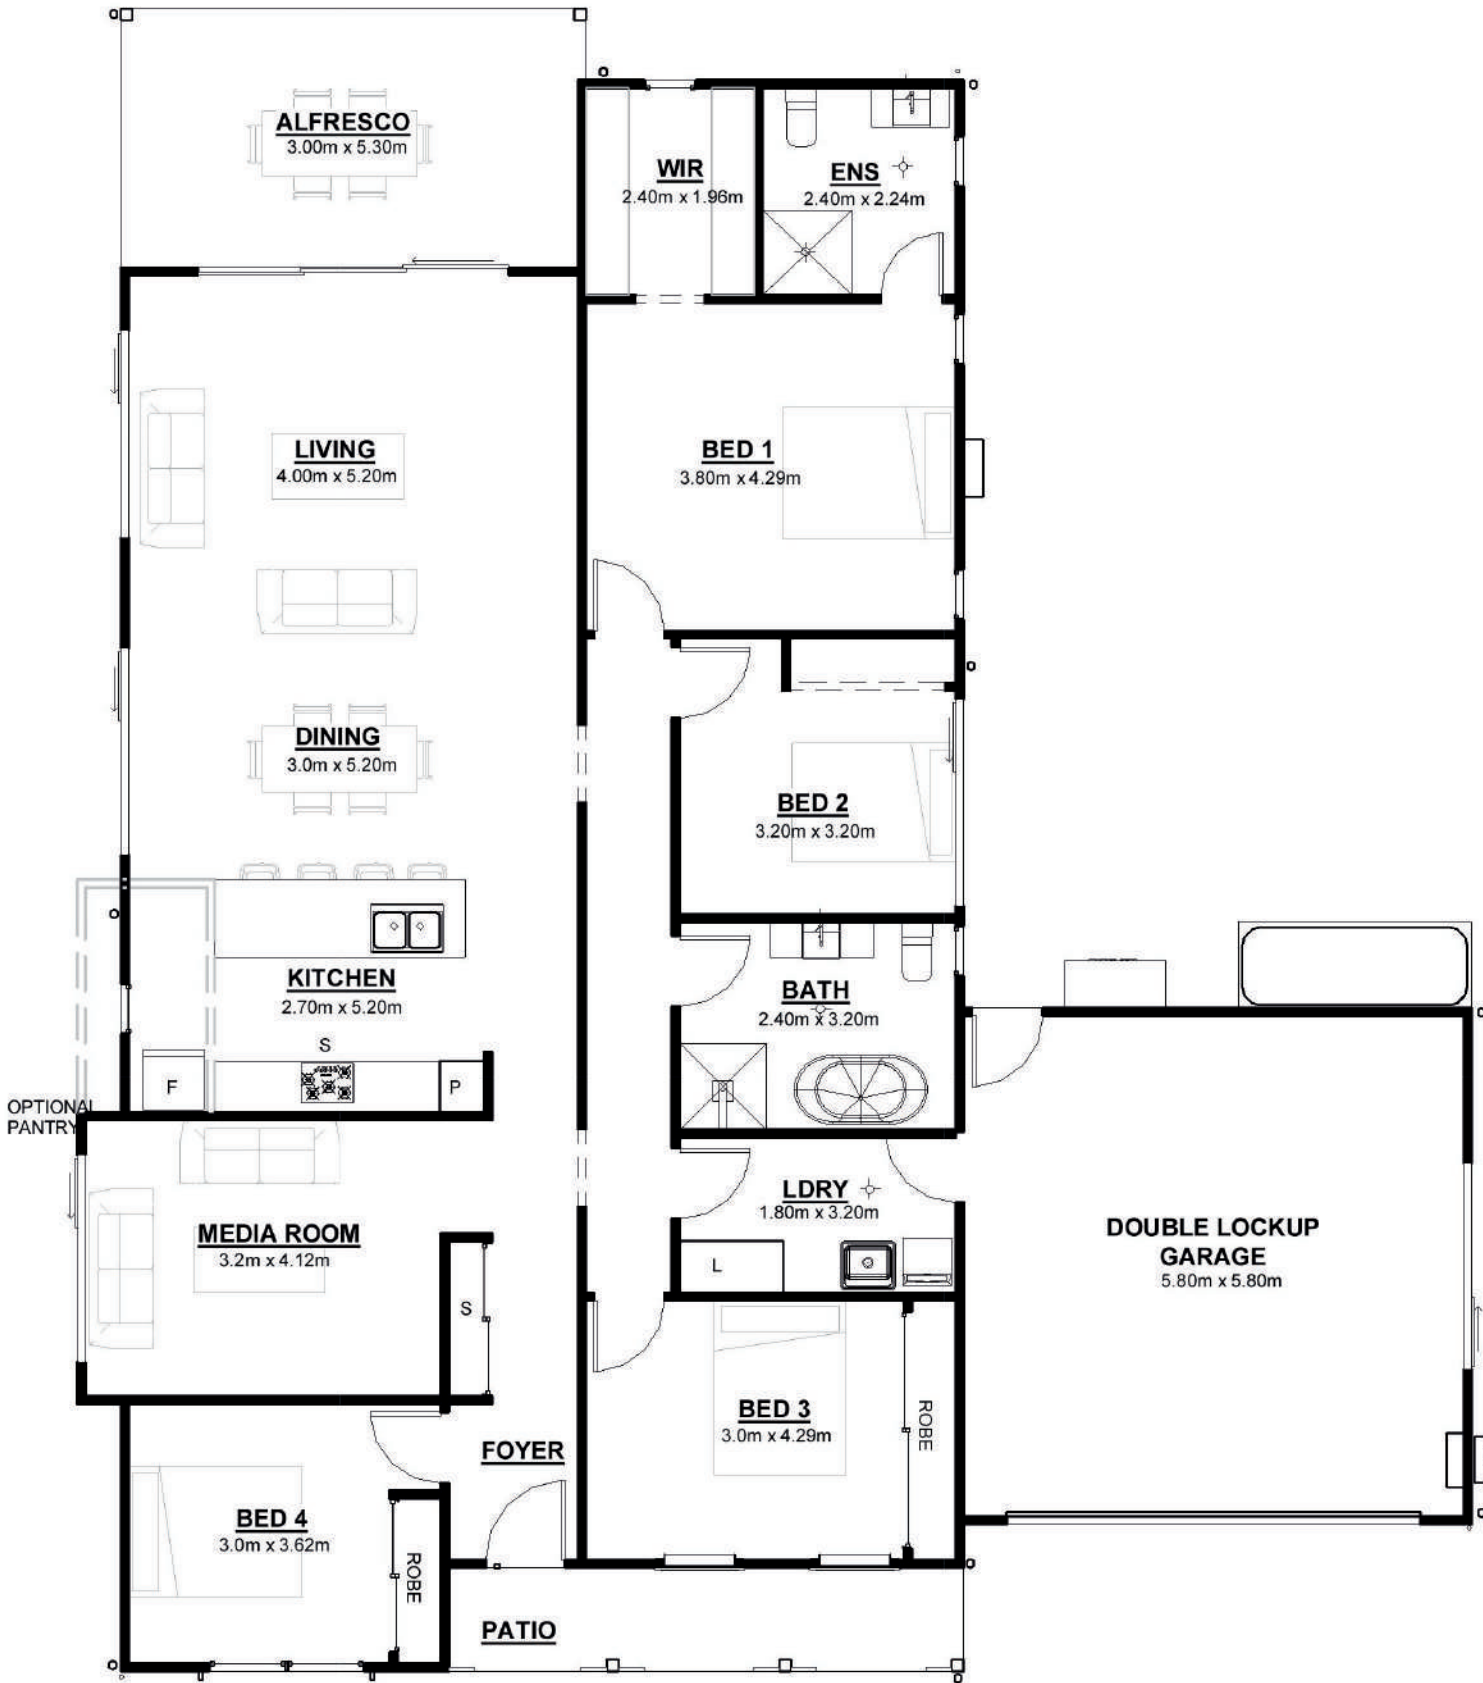 ALFRESCO
3.00m x 5.30m
WIR
2.40m x 1.96m
ENS
2.40m x 2.24m
LIVING
4.00m x 5.20m
BED 1
3.80m x 4.29m
DINING
3.0m x 5.20m
BED 2
3.20m x 3.20m
KITCHEN
2.70m x 5.20m
S
F
P
BATH
2.40m x 3.20m
OPTIONAL
PANTRY
MEDIA ROOM
3.2m x 4.12m
S
LDRY
1.80m x 3.20m
L
DOUBLE LOCKUP
GARAGE
5.80m x 5.80m
BED 3
3.0m x 4.29m
ROBE
FOYER
BED 4
3.0m x 3.62m
ROBE
PATIO